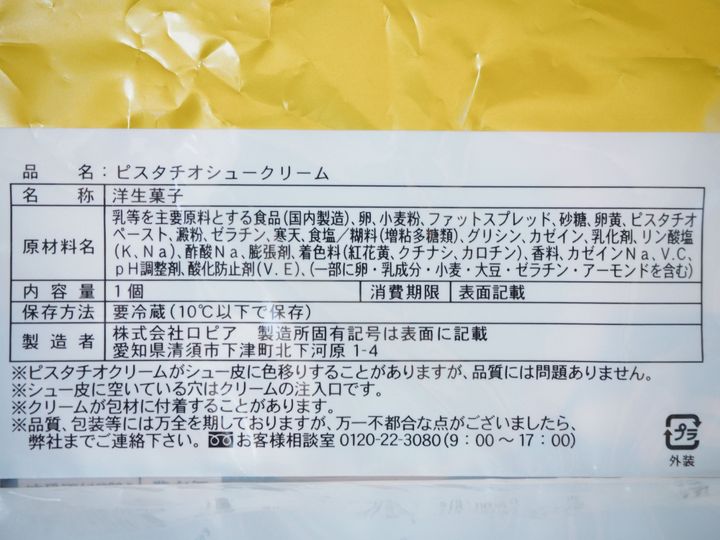 品 名：ピスタチオシュークリーム
名 称 洋生菓子
原材料名 乳等を主要原料とする食品(国内製造)、卵、小麦粉、ファットスプレッド、砂糖、卵黄、ピスタチオ
ペースト、澱粉、ゼラチン、寒天、食塩／糊料(増粘多糖類)、グリシン、カゼイン、乳化剤、リン酸塩
(K、Na)、酢酸Na、膨張剤、着色料(紅花黄、クチナシ、カロチン)、香料、カゼインNa、V.C、
pH調整剤、酸化防止剤(V.E)、(一部に卵・乳成分・小麦・大豆・ゼラチン・アーモンドを含む)
内 容 量 1個 消費期限 表面記載
保存方法 要冷蔵(10℃以下で保存)
製 造 者 株式会社ロピア 製造所固有記号は表面に記載
愛知県清須市下津町北下河原1-4
※ピスタチオクリームがシュー皮に色移りすることがありますが、品質には問題ありません。
※シュー皮に空いている穴はクリームの注入口です。
※クリームが包材に付着することがあります。
※品質、包装等には万全を期しておりますが、万一不都合な点がございましたら、
弊社までご連絡下さい。お客様相談室 0120-22-3080(9：00～17：00)
プラ
外装